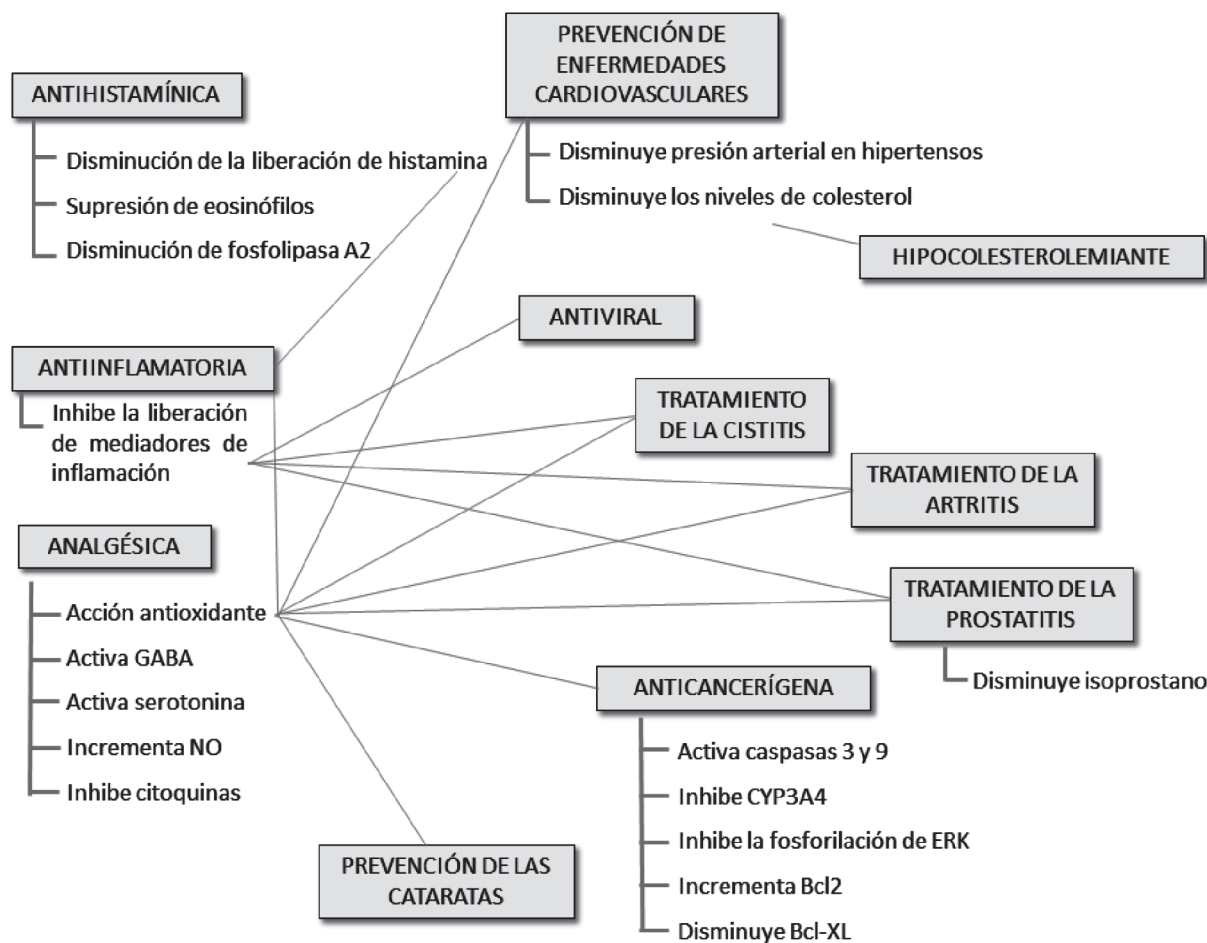 ANTIHISTAMÍNICA
Disminución de la liberación de histamina
Supresión de eosinófilos
Disminución de fosfolipasa A2
PREVENCIÓN DE
ENFERMEDADES
CARDIOVASCULARES
Disminuye presión arterial en hipertensos
Disminuye los niveles de colesterol
HIPOCOLESTEROLEMIANTE
ANTIVIRAL
ANTIINFLAMATORIA
Inhibe la liberación
de mediadores de
inflamación
TRATAMIENTO
DE LA CISTITIS
TRATAMIENTO DE LA
ARTRITIS
ANALGÉSICA
Acción antioxidante
Activa GABA
Activa serotonina
Incrementa NO
Inhibe citoquinas
TRATAMIENTO DE LA
PROSTATITIS
Disminuye isoprostano
ANTICANCERÍGENA
Activa caspasas 3 y 9
Inhibe CYP3A4
Inhibe la fosforilación de ERK
Incrementa Bcl2
Disminuye Bcl-XL
PREVENCIÓN DE LAS
CATARATAS